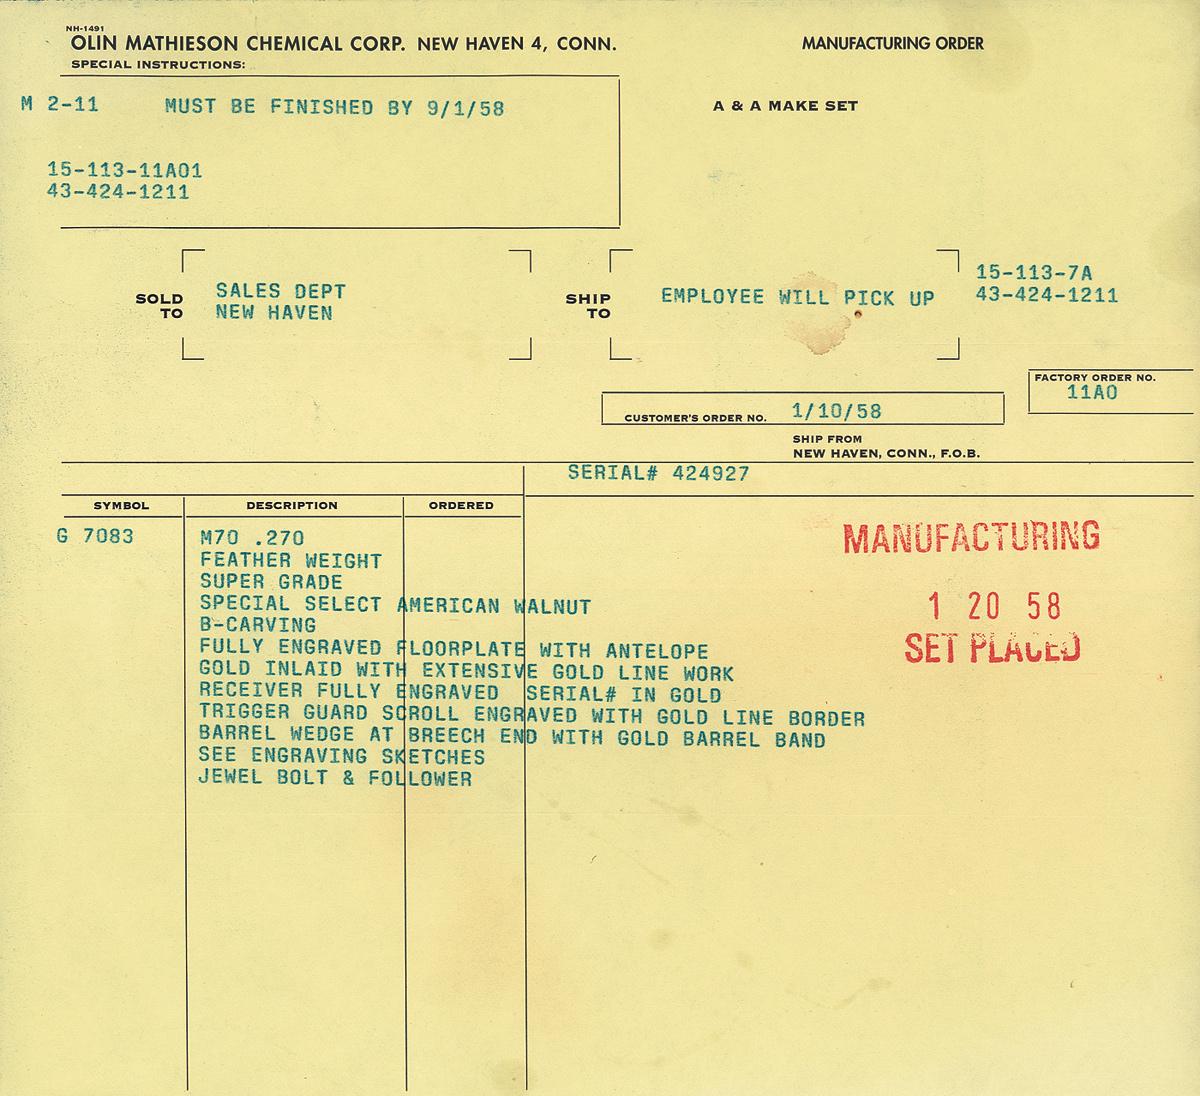 NH-1491
OLIN MATHIESON CHEMICAL CORP. NEW HAVEN 4, CONN.
MANUFACTURING ORDER
SPECIAL INSTRUCTIONS:
M 2-11 MUST BE FINISHED BY 9/1/58
A & A MAKE SET
15-113-11A01
43-424-1211
SOLD TO
SALES DEPT
NEW HAVEN
SHIP TO
EMPLOYEE WILL PICK UP
15-113-7A
43-424-1211
FACTORY ORDER NO.
11A0
CUSTOMER'S ORDER NO. 1/10/58
SHIP FROM
NEW HAVEN, CONN., F.O.B.
SERIAL# 424927
SYMBOL DESCRIPTION ORDERED
G 7083 M70 .270
FEATHER WEIGHT
SUPER GRADE
SPECIAL SELECT AMERICAN WALNUT
B-CARVING
FULLY ENGRAVED FLOORPLATE WITH ANTELOPE
GOLD INLAID WITH EXTENSIVE GOLD LINE WORK
RECEIVER FULLY ENGRAVED SERIAL# IN GOLD
TRIGGER GUARD SCROLL ENGRAVED WITH GOLD LINE BORDER
BARREL WEDGE AT BREECH END WITH GOLD BARREL BAND
SEE ENGRAVING SKETCHES
JEWEL BOLT & FOLLOWER
MANUFACTURING
1 20 58
SET PLACED